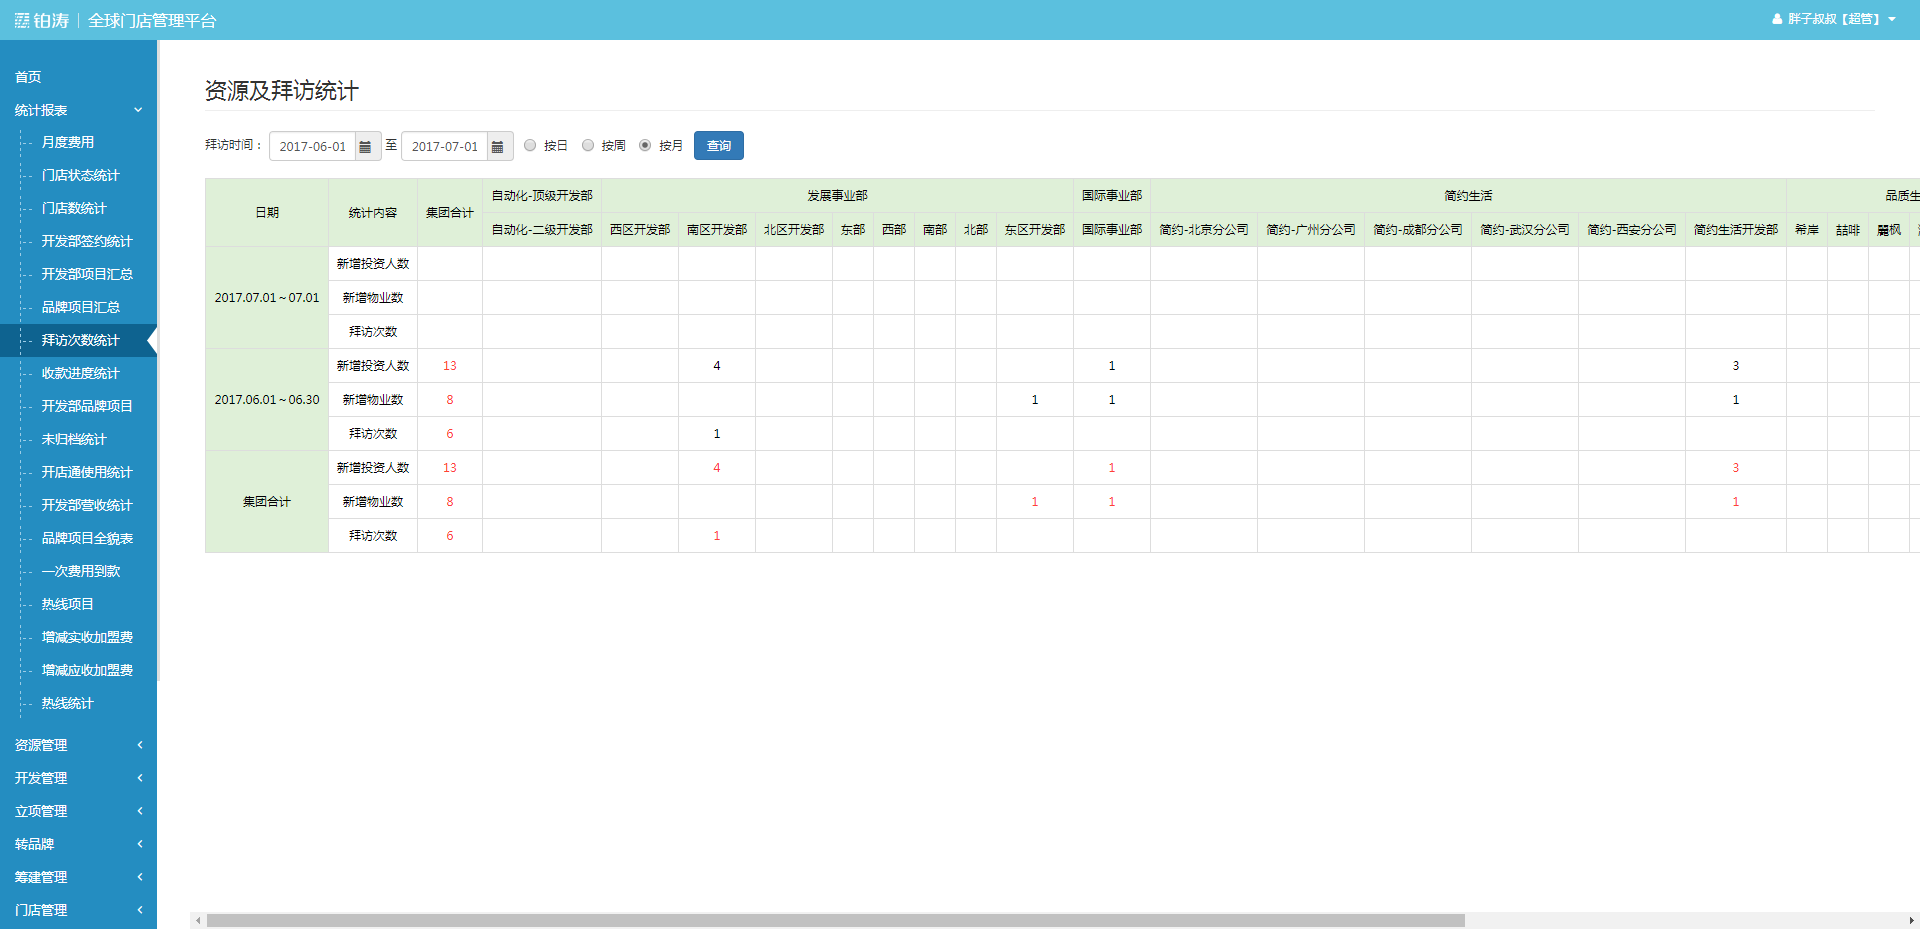 铂涛 全球门店管理平台
胖子叔叔【超管】
首页
统计报表
月度费用
门店状态统计
门店数统计
开发部签约统计
开发部项目汇总
品牌项目汇总
拜访次数统计
收款进度统计
开发部品牌项目
未归档统计
开店通使用统计
开发部营收统计
品牌项目全貌表
一次费用到款
热线项目
增减实收加盟费
增减应收加盟费
热线统计
资源管理
开发管理
立项管理
转品牌
筹建管理
门店管理
资源及拜访统计
拜访时间： 2017-06-01 至 2017-07-01 按日 按周 按月 查询
日期 统计内容 集团合计 自动化-顶级开发部 发展事业部 国际事业部 简约生活 品质生
自动化-二级开发部 西区开发部 南区开发部 北区开发部 东部 西部 南部 北部 东区开发部 国际事业部 简约-北京分公司 简约-广州分公司 简约-成都分公司 简约-武汉分公司 简约-西安分公司 简约生活开发部 希岸 喆啡 麗枫
2017.07.01～07.01 新增投资人数
新增物业数
拜访次数
2017.06.01～06.30 新增投资人数 13 4 1 3
新增物业数 8 1 1 1
拜访次数 6 1
集团合计 新增投资人数 13 4 1 3
新增物业数 8 1 1 1
拜访次数 6 1